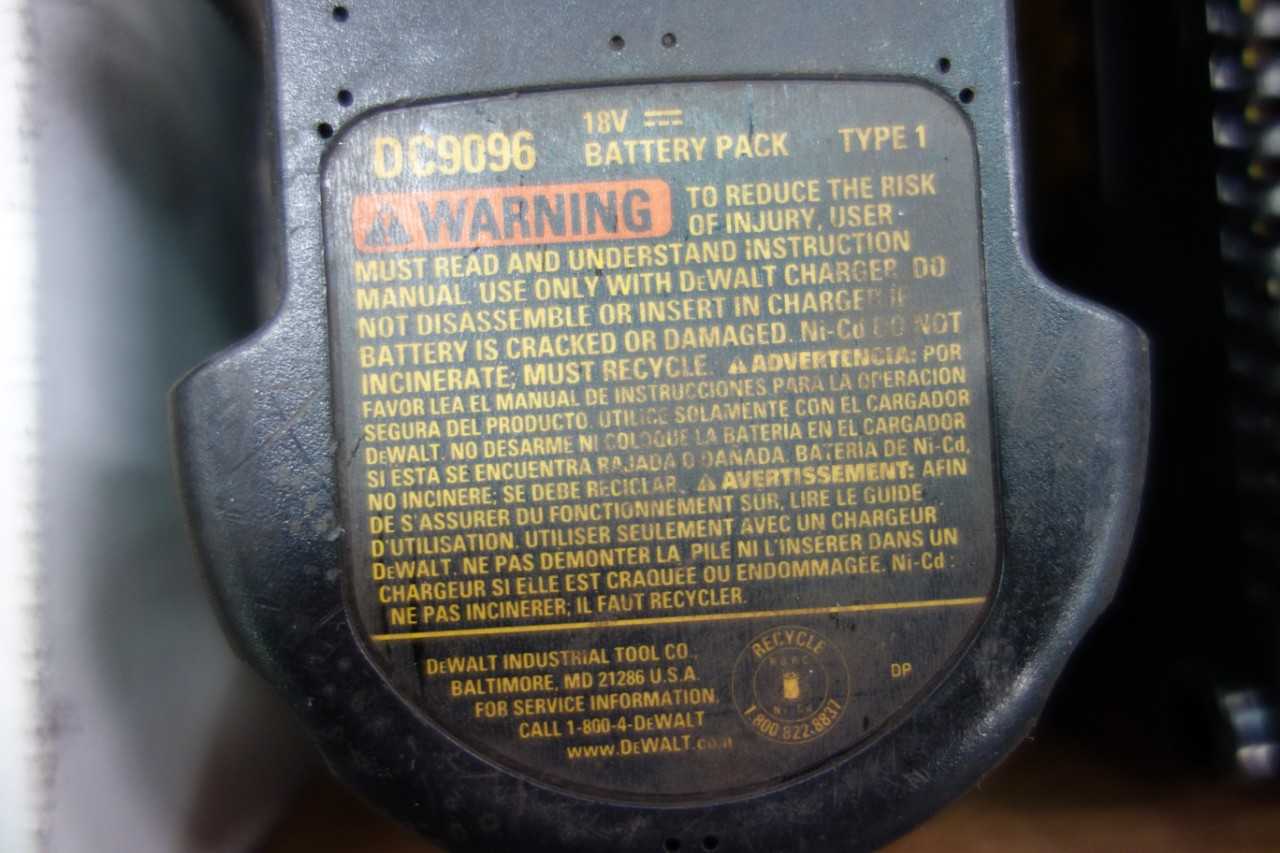 DC9096
18V
BATTERY PACK
TYPE 1
WARNING
TO REDUCE THE RISK
OF INJURY, USER
MUST READ AND UNDERSTAND INSTRUCTION
MANUAL. USE ONLY WITH DEWALT CHARGER. DO
NOT DISASSEMBLE OR INSERT IN CHARGER IF
BATTERY IS CRACKED OR DAMAGED. Ni-Cd DO NOT
INCINERATE; MUST RECYCLE. ADVERTENCIA: POR
FAVOR LEA EL MANUAL DE INSTRUCCIONES PARA LA OPERACION
SEGURA DEL PRODUCTO. UTILICE SOLAMENTE CON EL CARGADOR
DEWALT. NO DESARME NI COLOQUE LA BATERIA EN EL CARGADOR
SI ESTA SE ENCUENTRA RAJADA O DAÑADA. BATERIA DE Ni-Cd,
NO INCINERE; SE DEBE RECICLAR. AVERTISSEMENT: AFIN
DE S'ASSURER DU FONCTIONNEMENT SUR, LIRE LE GUIDE
D'UTILISATION. UTILISER SEULEMENT AVEC UN CHARGEUR
DEWALT. NE PAS DEMONTER LA PILE NI L'INSERER DANS UN
CHARGEUR SI ELLE EST CRAQUEE OU ENDOMMAGEE. Ni-Cd :
NE PAS INCINERER; IL FAUT RECYCLER.
DEWALT INDUSTRIAL TOOL CO.,
BALTIMORE, MD 21286 U.S.A.
FOR SERVICE INFORMATION,
CALL 1-800-4-DEWALT
www.DEWALT.com
RECYCLE
1.800.822.8837
DP